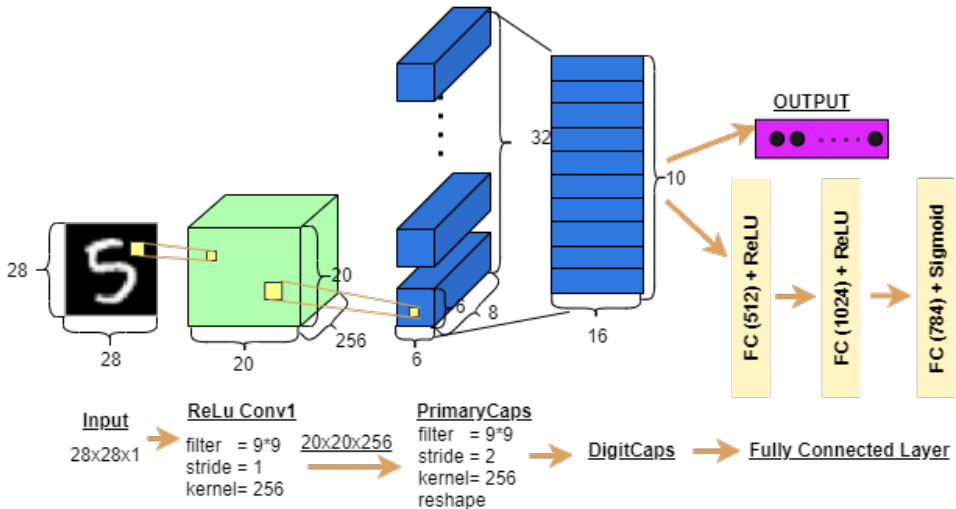 OUTPUT
32
10
28
5
20
6
8
256
16
28
20
6
FC (512) + ReLU
FC (1024) + ReLU
FC (784) + Sigmoid
Input
28x28x1
ReLu Conv1
filter = 9*9
stride = 1
kernel= 256
20x20x256
PrimaryCaps
filter = 9*9
stride = 2
kernel= 256
reshape
DigitCaps
Fully Connected Layer